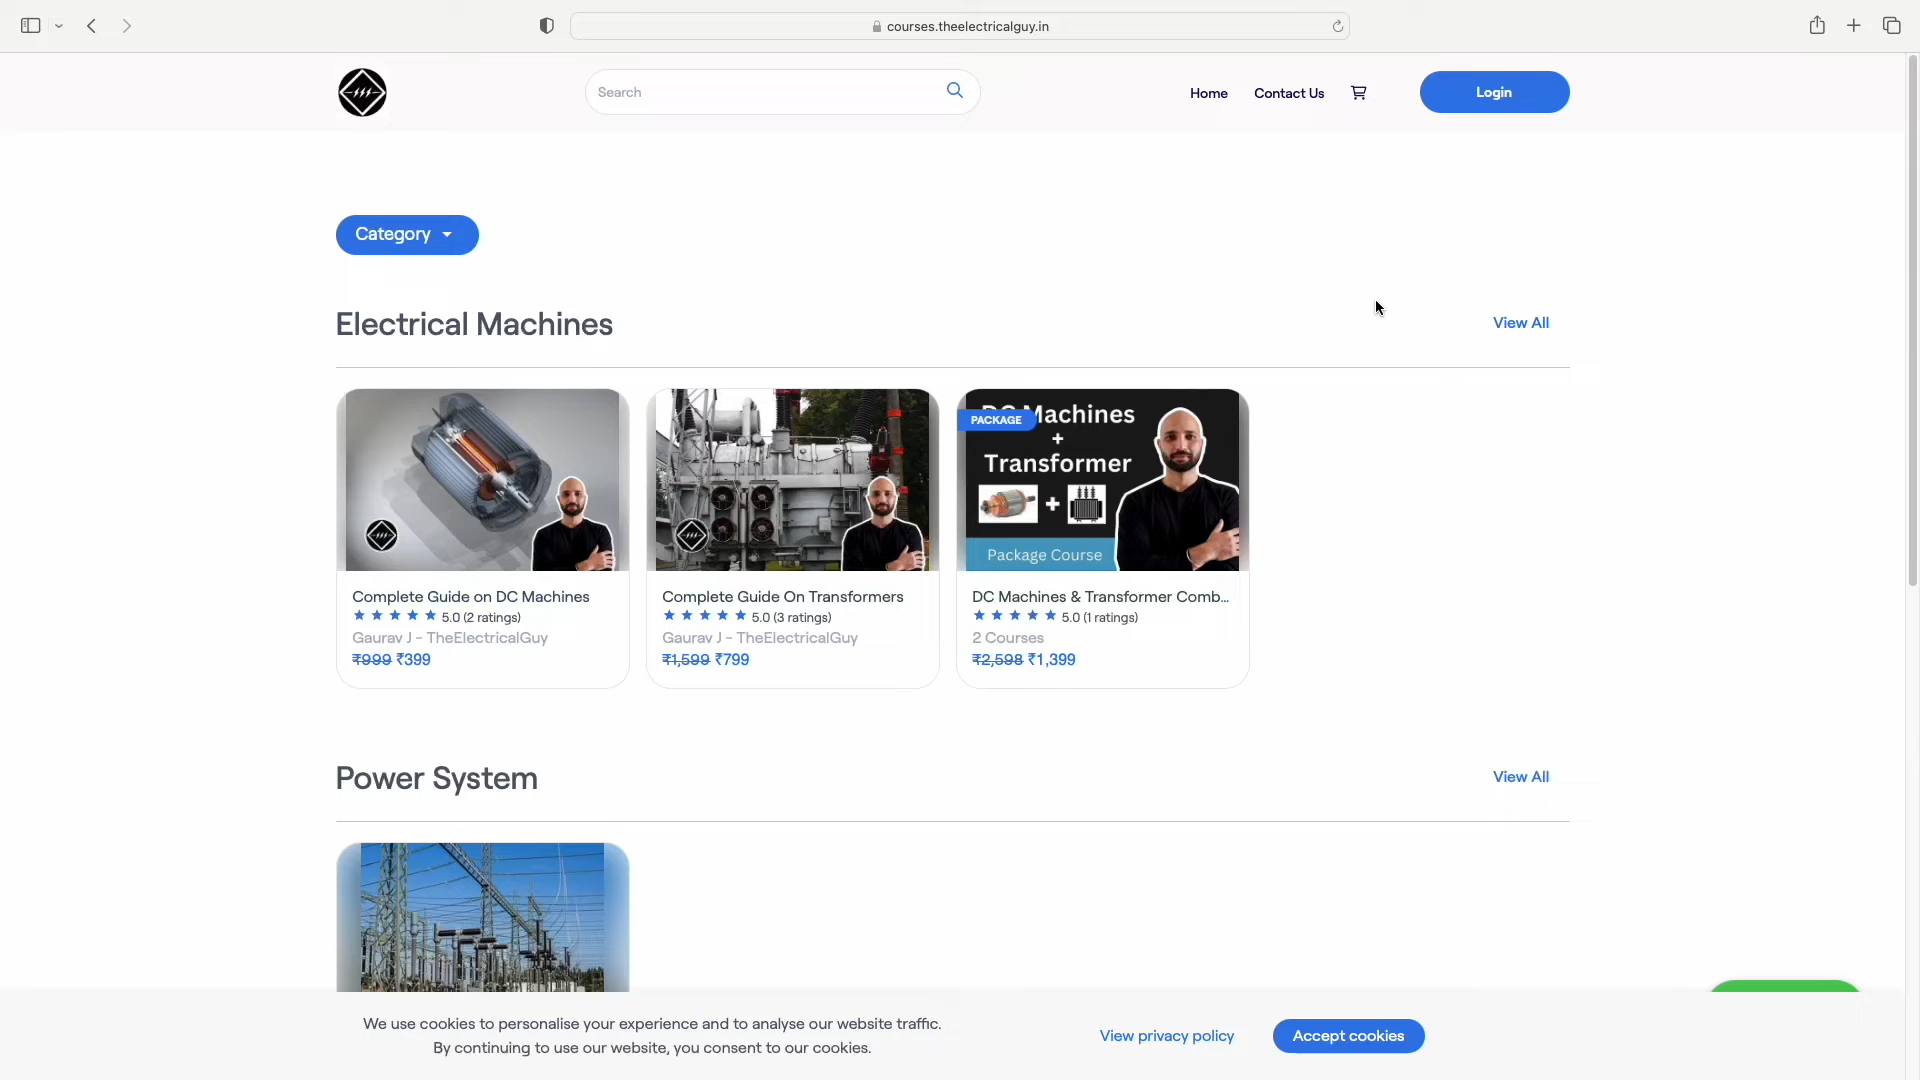 courses.theelectricalguy.in
Search
Home
Contact Us
Login
Category
Electrical Machines
View All
PACKAGE
DC Machines
+
Transformer
+
Package Course
Complete Guide on DC Machines
5.0 (2 ratings)
Gaurav J - TheElectricalGuy
₹999 ₹399
Complete Guide On Transformers
5.0 (3 ratings)
Gaurav J - TheElectricalGuy
₹1,599 ₹799
DC Machines & Transformer Comb...
5.0 (1 ratings)
2 Courses
₹2,598 ₹1,399
Power System
View All
We use cookies to personalise your experience and to analyse our website traffic.
By continuing to use our website, you consent to our cookies.
View privacy policy
Accept cookies